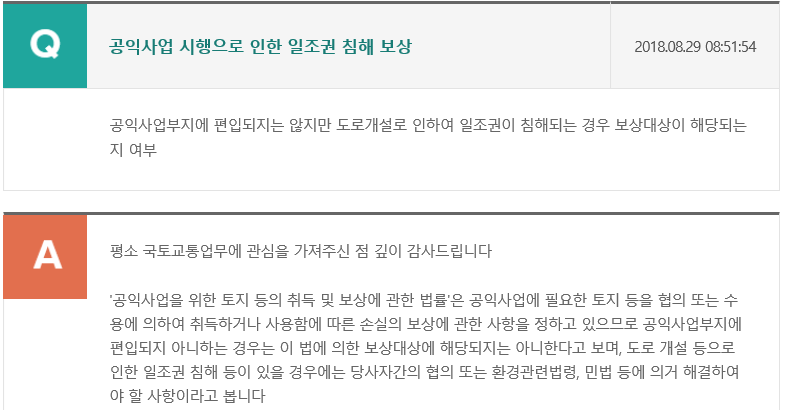 Q
공익사업 시행으로 인한 일조권 침해 보상
2018.08.29 08:51:54
공익사업부지에 편입되지는 않지만 도로개설로 인하여 일조권이 침해되는 경우 보상대상이 해당되는
지 여부
A
평소 국토교통업무에 관심을 가져주신 점 깊이 감사드립니다
'공익사업을 위한 토지 등의 취득 및 보상에 관한 법률'은 공익사업에 필요한 토지 등을 협의 또는 수
용에 의하여 취득하거나 사용함에 따른 손실의 보상에 관한 사항을 정하고 있으므로 공익사업부지에
편입되지 아니하는 경우는 이 법에 의한 보상대상에 해당되지는 아니한다고 보며, 도로 개설 등으로
인한 일조권 침해 등이 있을 경우에는 당사자간의 협의 또는 환경관련법령, 민법 등에 의거 해결하여
야 할 사항이라고 봅니다